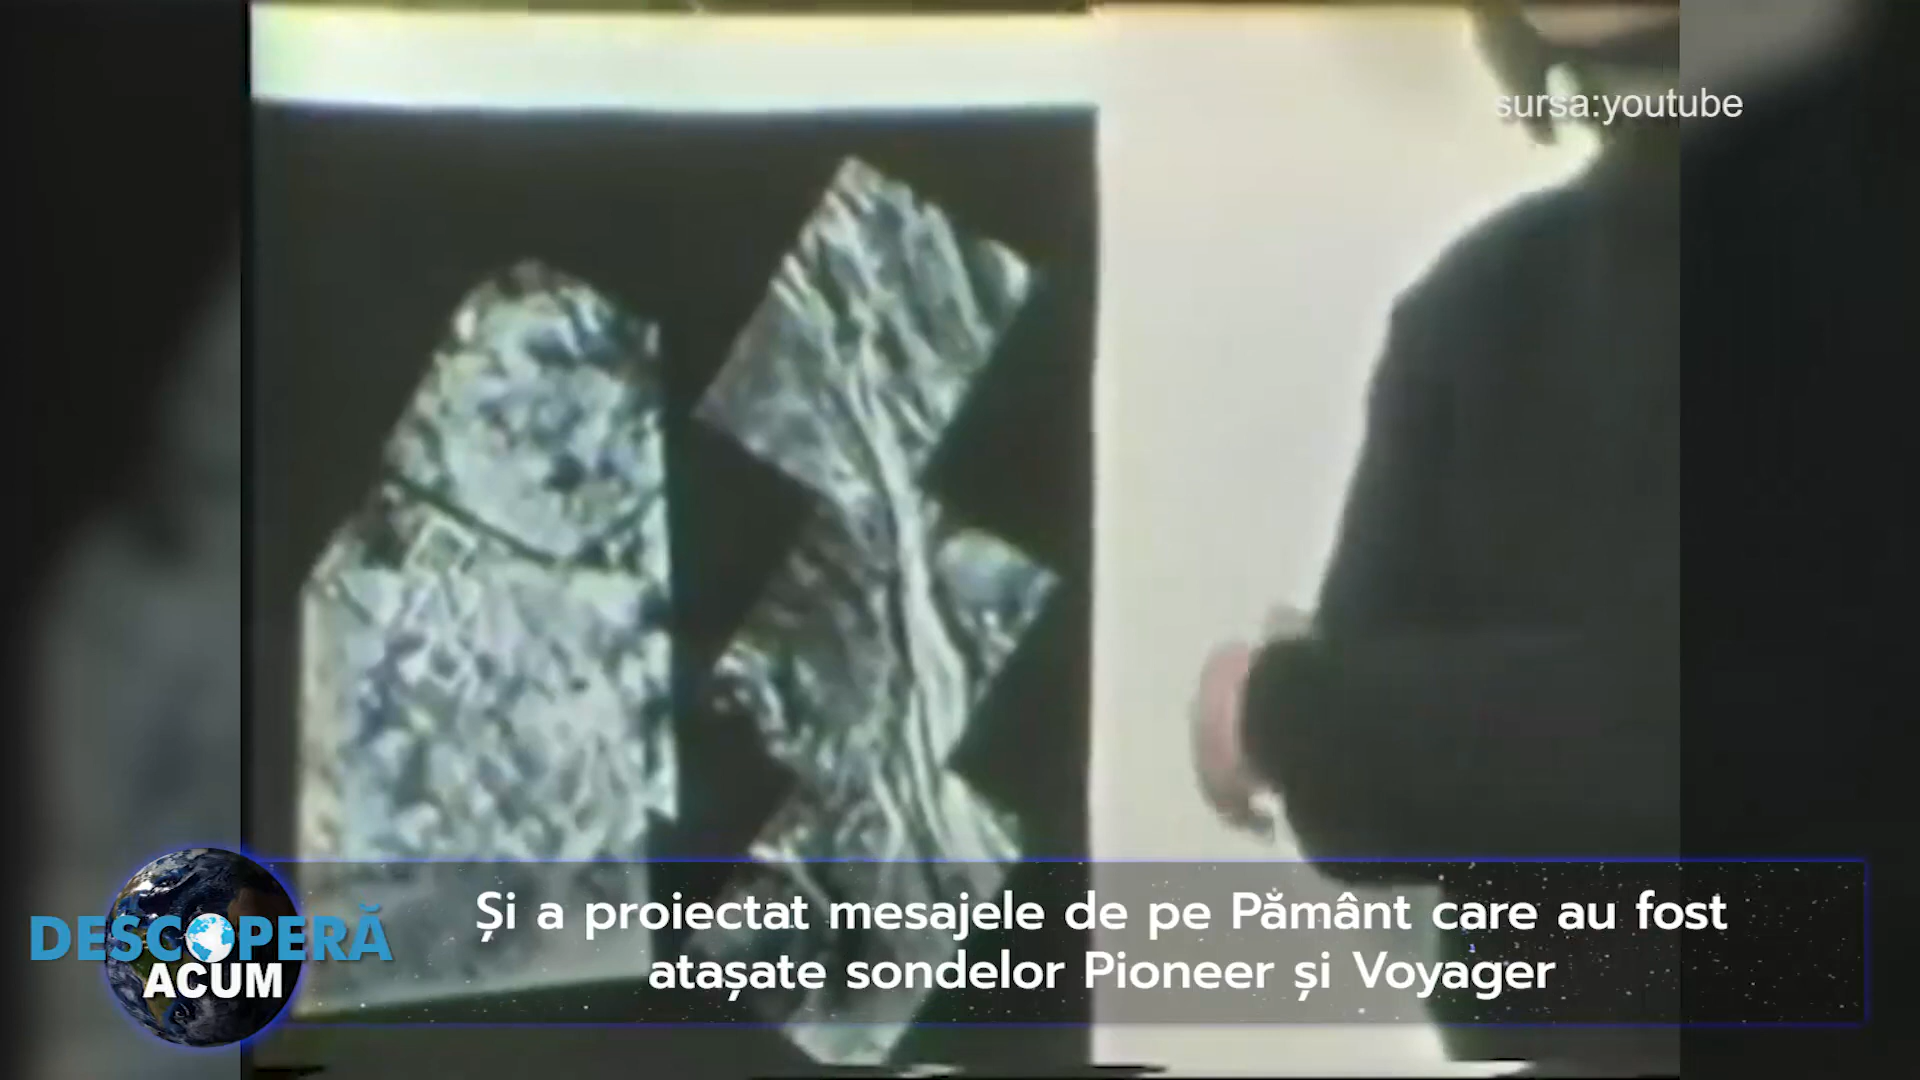 sursa:youtube
Și a proiectat mesajele de pe Pământ care au fost
atașate sondelor Pioneer și Voyager
DESCOPERĂ
ACUM